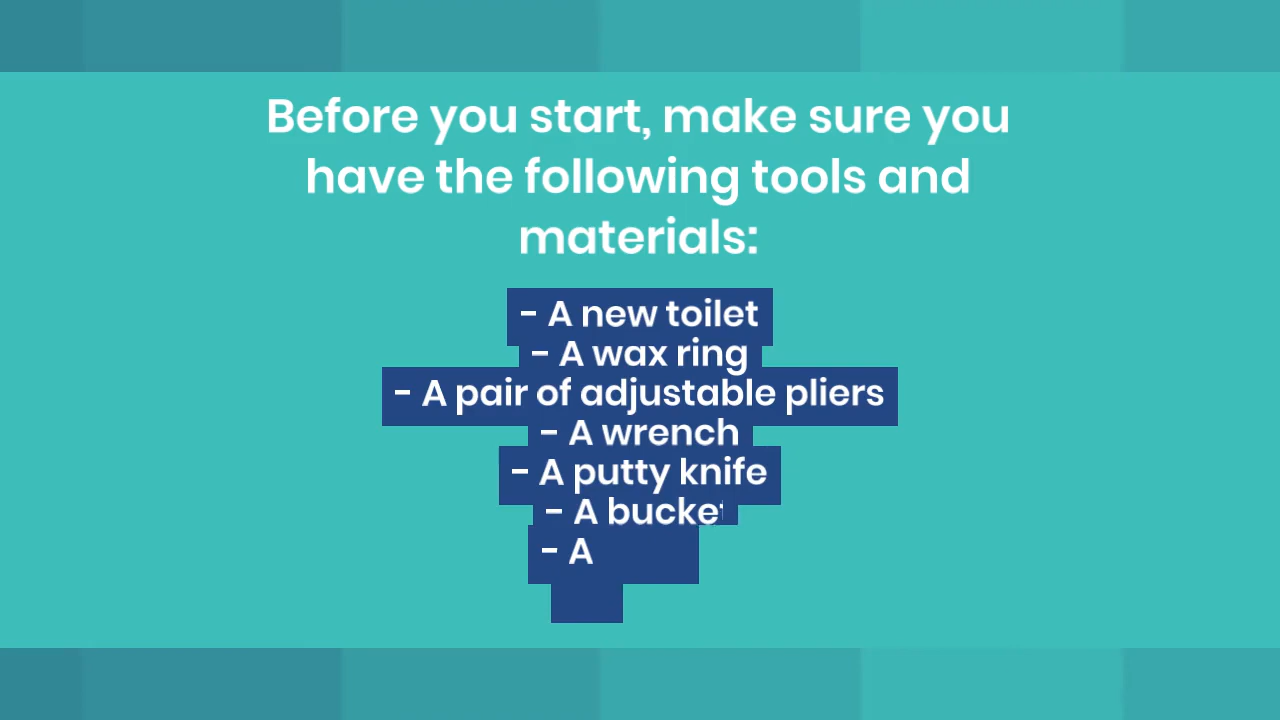 Before you start, make sure you
have the following tools and
materials:
- A new toilet
- A wax ring
- A pair of adjustable pliers
- A wrench
- A putty knife
- A bucket
- A